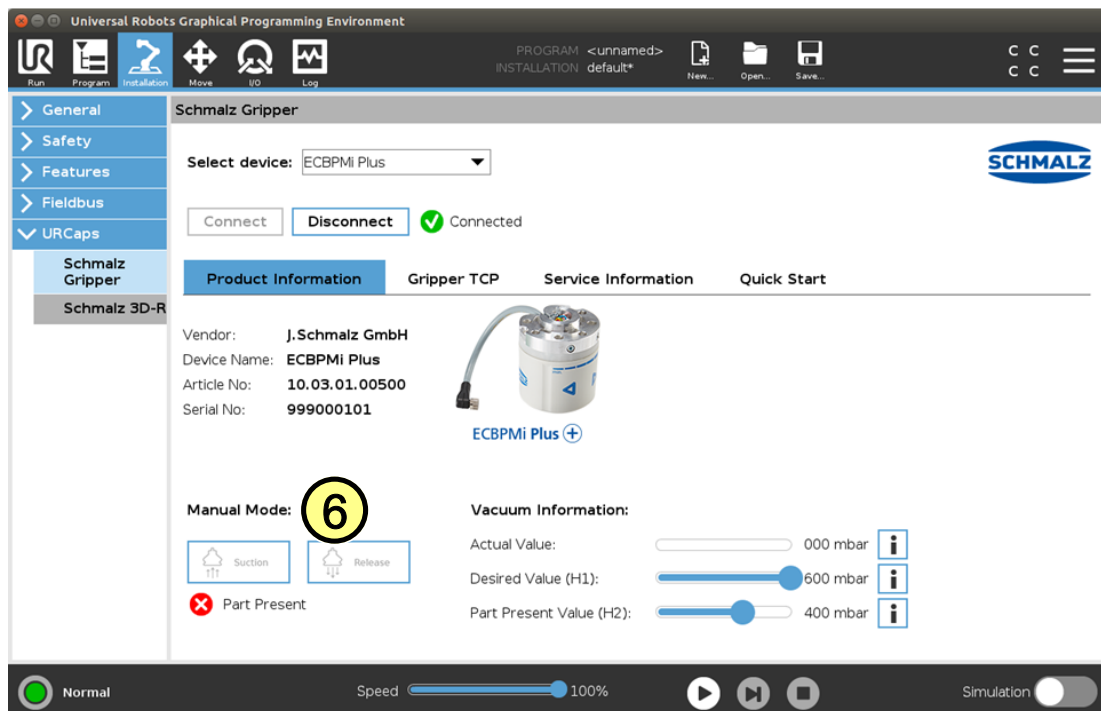 Universal Robots Graphical Programming Environment
UR
Run
Program
Installation
Move
I/O
Log
PROGRAM <unnamed>
INSTALLATION default*
New...
Open...
Save...
C C
C C
General
Safety
Features
Fieldbus
URCaps
Schmalz
Gripper
Schmalz 3D-R
Schmalz Gripper
Select device: ECBPMi Plus
SCHMALZ
Connect
Disconnect
Connected
Product Information
Gripper TCP
Service Information
Quick Start
Vendor: J.Schmalz GmbH
Device Name: ECBPMi Plus
Article No: 10.03.01.00500
Serial No: 999000101
ECBPMi Plus +
Manual Mode:
6
Suction
Release
Part Present
Vacuum Information:
Actual Value: 000 mbar i
Desired Value (H1): 600 mbar i
Part Present Value (H2): 400 mbar i
Normal
Speed 100%
Simulation